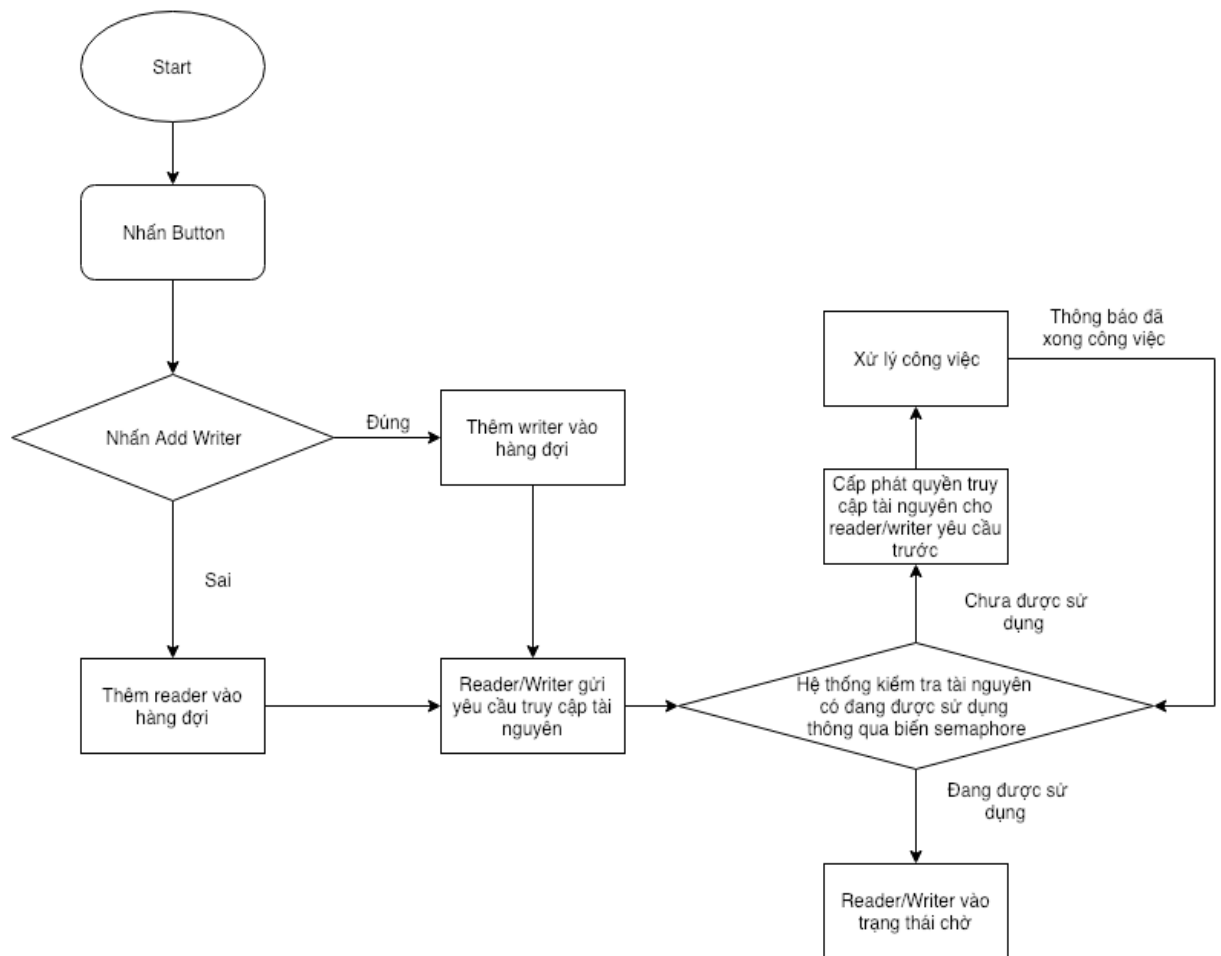 Start
Nhấn Button
Nhấn Add Writer
Đúng
Thêm writer vào
hàng đợi
Sai
Thêm reader vào
hàng đợi
Reader/Writer gửi
yêu cầu truy cập tài
nguyên
Hệ thống kiểm tra tài nguyên
có đang được sử dụng
thông qua biến semaphore
Chưa được sử
dụng
Cấp phát quyền truy
cập tài nguyên cho
reader/writer yêu cầu
trước
Xử lý công việc
Thông báo đã
xong công việc
Đang được sử
dụng
Reader/Writer vào
trạng thái chờ